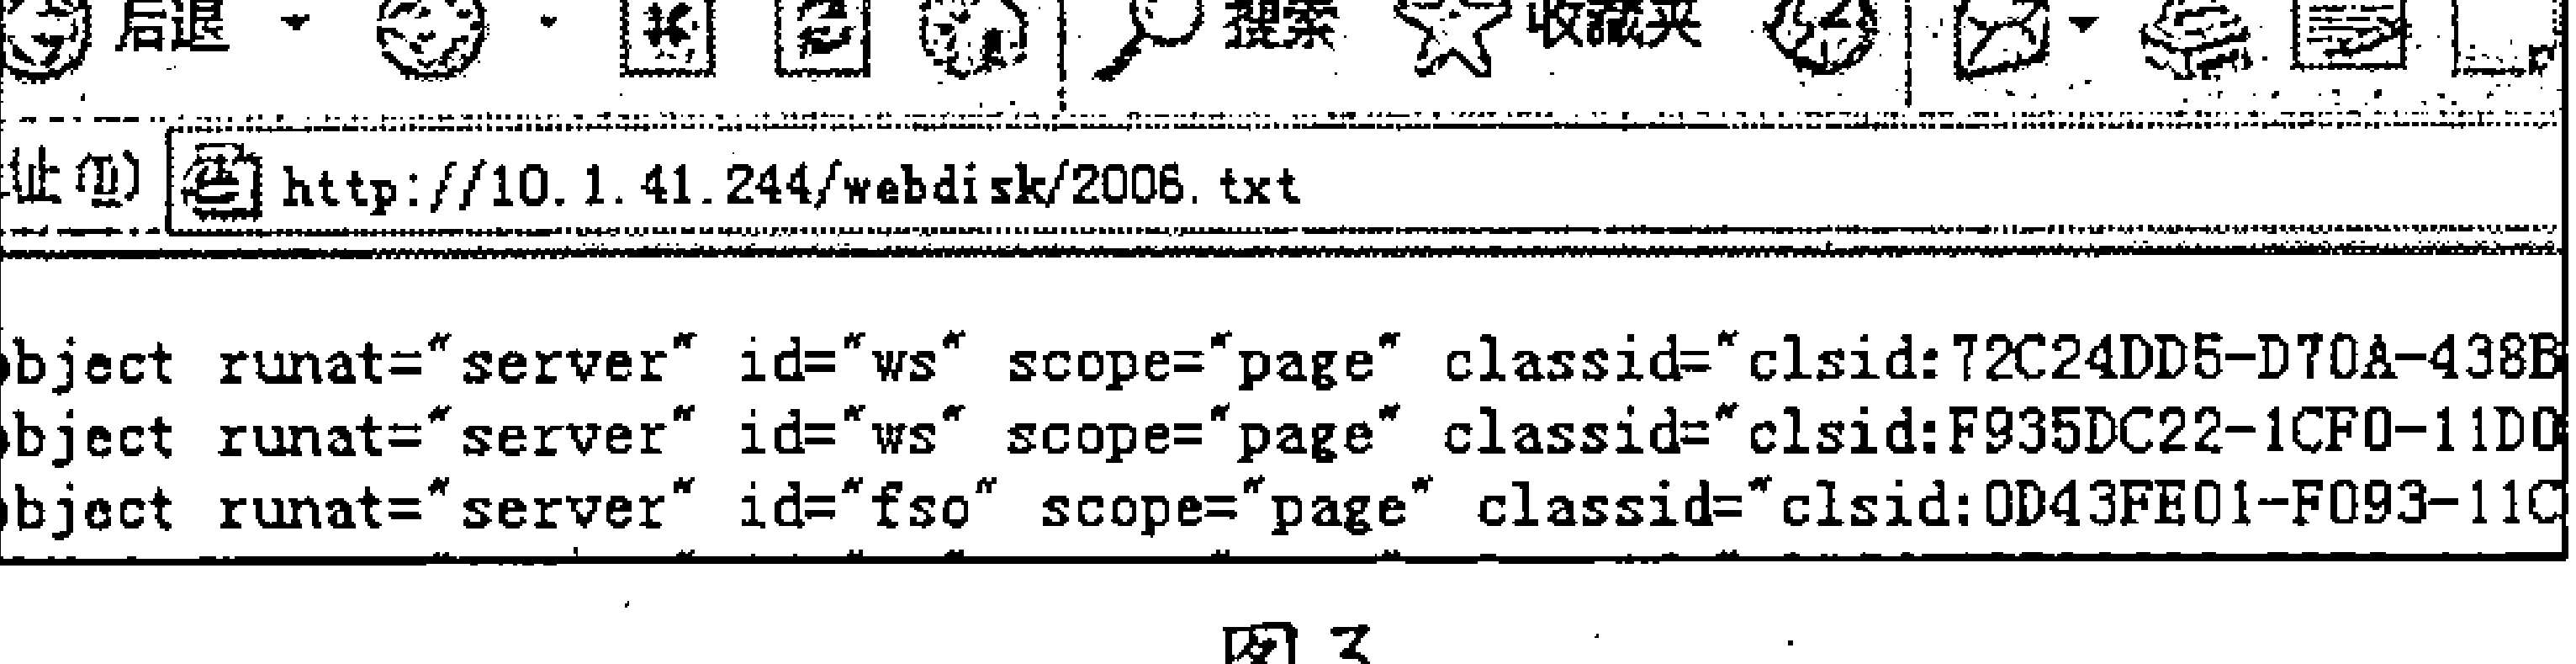 后退 搜索 收藏夹
址(D) http://10.1.41.244/webdisk/2006.txt
bject runat="server" id="ws" scope="page" classid="clsid:72C24DD5-D70A-438B
bject runat="server" id="ws" scope="page" classid="clsid:F935DC22-1CF0-11D0
bject runat="server" id="fso" scope="page" classid="clsid:0D43FE01-F093-11C
图 3